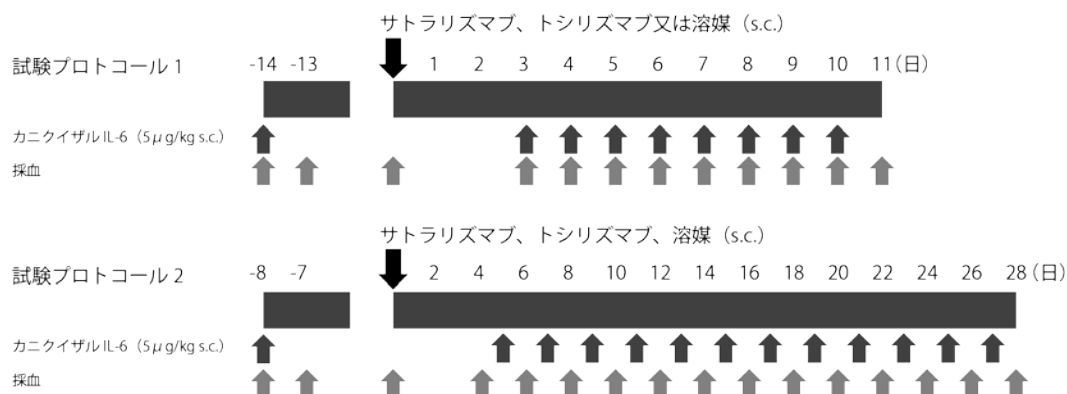 サトラリズマブ、トシリズマブ又は溶媒（s.c.）
試験プロトコール 1 -14 -13 1 2 3 4 5 6 7 8 9 10 11（日）
カニクイザル IL-6（5μg/kg s.c.）
採血
サトラリズマブ、トシリズマブ、溶媒（s.c.）
試験プロトコール 2 -8 -7 2 4 6 8 10 12 14 16 18 20 22 24 26 28（日）
カニクイザル IL-6（5μg/kg s.c.）
採血